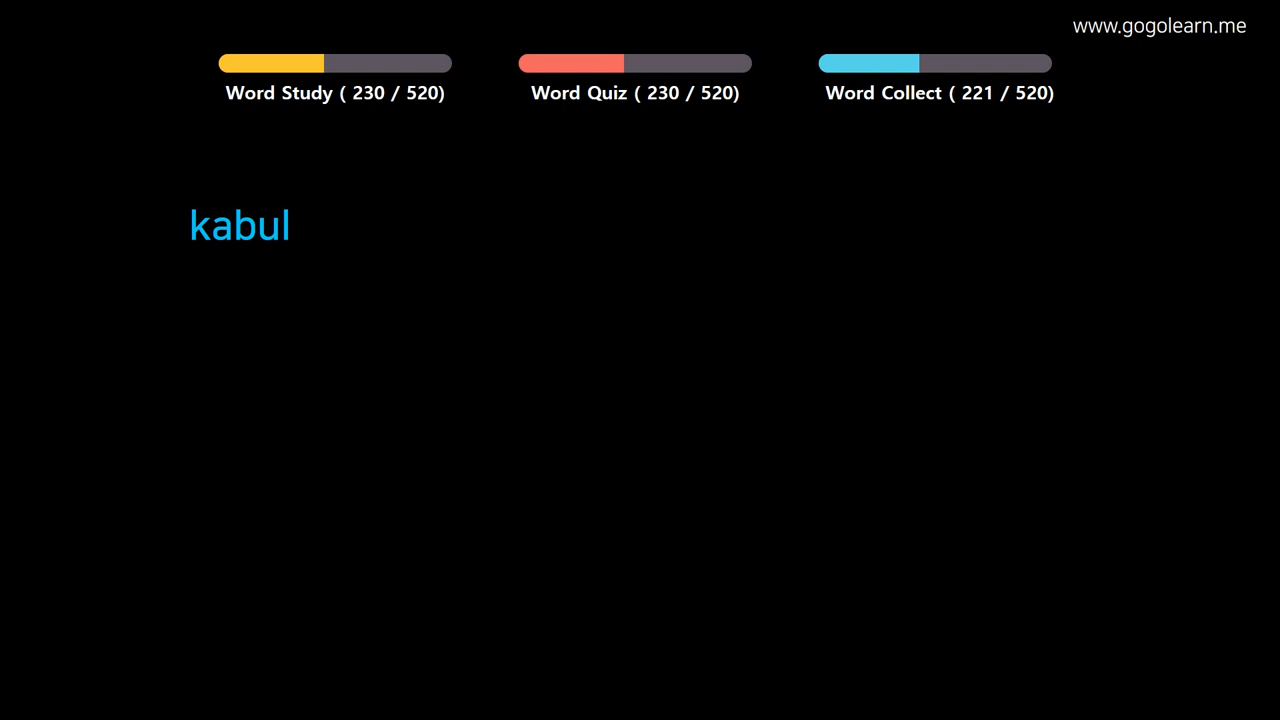 www.gogolearn.me
Word Study ( 230 / 520) Word Quiz ( 230 / 520) Word Collect ( 221 / 520)
kabul